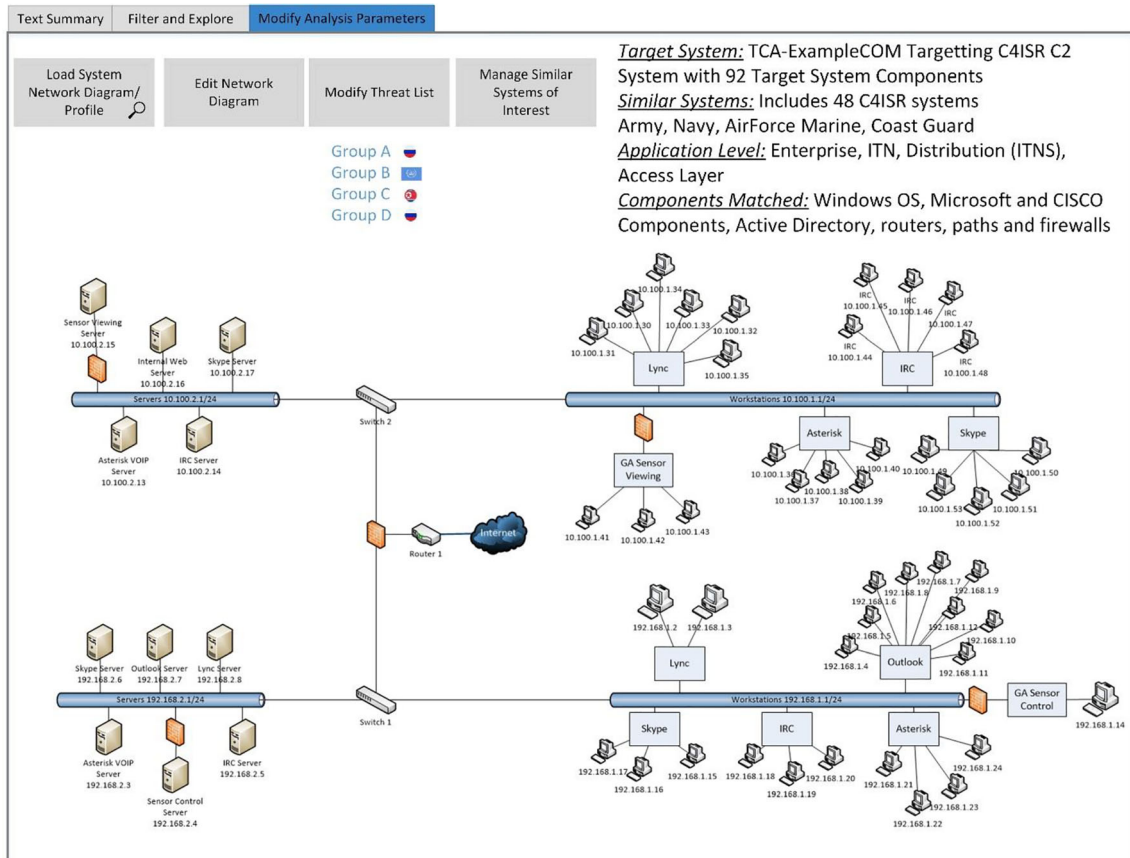 Text Summary
Filter and Explore
Modify Analysis Parameters
Load System
Network Diagram/
Profile
Edit Network
Diagram
Modify Threat List
Manage Similar
Systems of
Interest
Target System: TCA-ExampleCOM Targetting C4ISR C2
System with 92 Target System Components
Similar Systems: Includes 48 C4ISR systems
Army, Navy, AirForce Marine, Coast Guard
Application Level: Enterprise, ITN, Distribution (ITNS),
Access Layer
Components Matched: Windows OS, Microsoft and CISCO
Components, Active Directory, routers, paths and firewalls
Group A
Group B
Group C
Group D
Sensor Viewing
Server
10.100.2.15
Internal Web
Server
10.100.2.16
Skype Server
10.100.2.17
Servers 10.100.2.1/24
Asterisk VOIP
Server
10.100.2.13
IRC Server
10.100.2.14
Switch 2
10.100.1.34
10.100.1.30
10.100.1.33
10.100.1.32
10.100.1.31
10.100.1.35
Lync
IRC
10.100.1.45
IRC
10.100.1.46
IRC
10.100.1.47
IRC
10.100.1.44
IRC
10.100.1.48
IRC
Workstations 10.100.1.1/24
GA Sensor
Viewing
10.100.1.41
10.100.1.42
10.100.1.43
Asterisk
10.100.1.36
10.100.1.37
10.100.1.38
10.100.1.39
10.100.1.40
Skype
10.100.1.49
10.100.1.50
10.100.1.53
10.100.1.51
10.100.1.52
Router 1
Internet
Skype Server
192.168.2.6
Outlook Server
192.168.2.7
Lync Server
192.168.2.8
Servers 192.168.2.1/24
Asterisk VOIP
Server
192.168.2.3
Sensor Control
Server
192.168.2.4
IRC Server
192.168.2.5
Switch 1
192.168.1.2
192.168.1.3
Lync
192.168.1.7
192.168.1.8
192.168.1.9
192.168.1.6
192.168.1.12
192.168.1.5
192.168.1.10
192.168.1.4
192.168.1.11
Outlook
Workstations 192.168.1.1/24
GA Sensor
Control
192.168.1.14
Skype
192.168.1.17
192.168.1.15
192.168.1.16
IRC
192.168.1.18
192.168.1.20
192.168.1.19
Asterisk
192.168.1.24
192.168.1.21
192.168.1.23
192.168.1.22